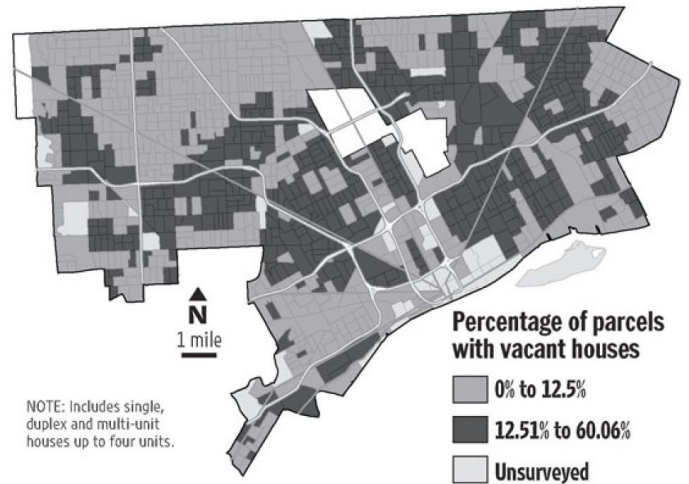 N
1 mile
NOTE: Includes single,
duplex and multi-unit
houses up to four units.
Percentage of parcels
with vacant houses
0% to 12.5%
12.51% to 60.06%
Unsurveyed